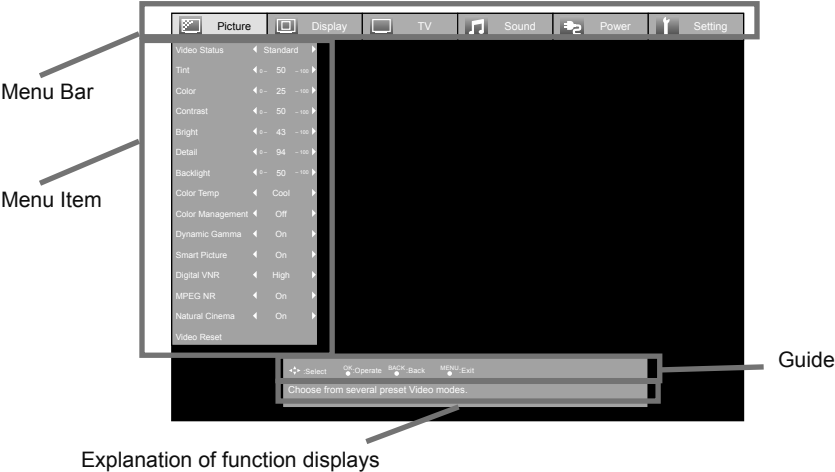 Picture Display TV Sound Power Setting
Video Status Standard
Tint 0– 50 –100
Menu Bar
Color 0– 25 –100
Contrast 0– 50 –100
Bright 0– 43 –100
Detail 0– 94 –100
Backlight 0– 50 –100
Menu Item
Color Temp Cool
Color Management Off
Dynamic Gamma On
Smart Picture On
Digital VNR High
MPEG NR On
Natural Cinema On
Video Reset
Guide
:Select OK:Operate BACK:Back MENU:Exit
Choose from several preset Video modes.
Explanation of function displays